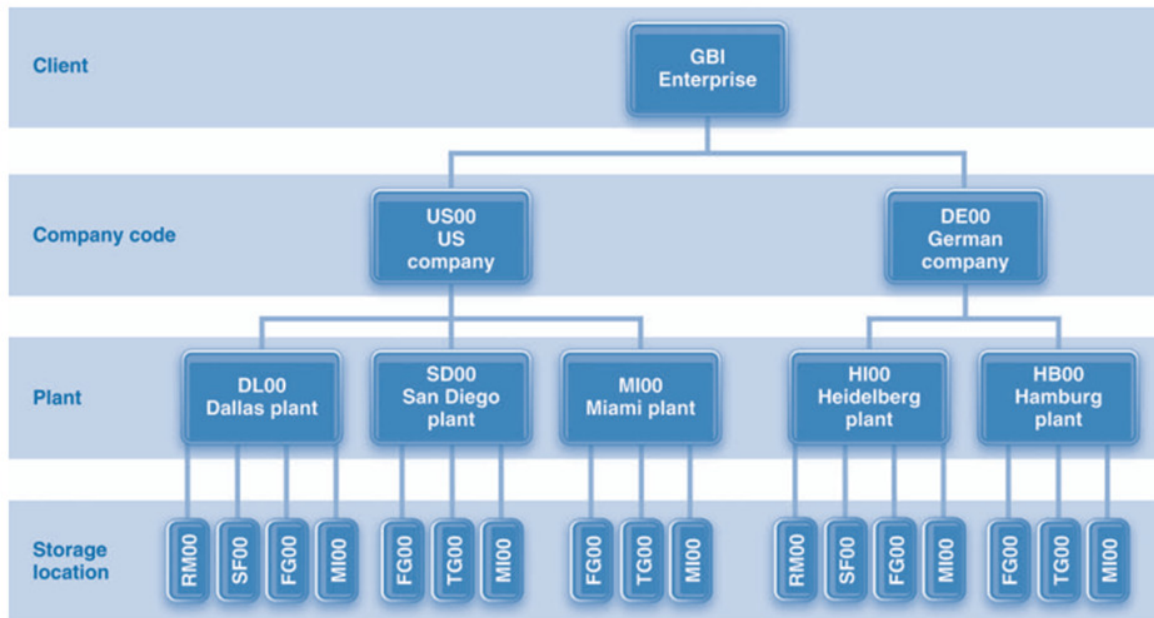 Client
GBI
Enterprise
Company code
US00
US
company
DE00
German
company
Plant
DL00
Dallas plant
SD00
San Diego
plant
MI00
Miami plant
HI00
Heidelberg
plant
HB00
Hamburg
plant
Storage
location
RM00
SF00
FG00
MI00
FG00
TG00
MI00
FG00
TG00
MI00
RM00
SF00
FG00
MI00
FG00
TG00
MI00